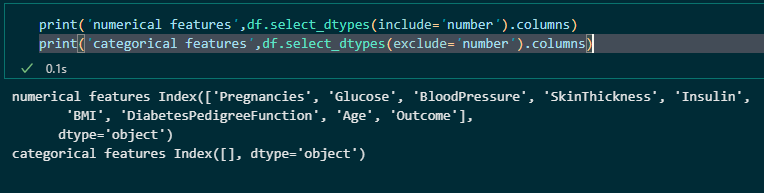 print('numerical features',df.select_dtypes(include='number').columns)
print('categorical features',df.select_dtypes(exclude='number').columns)
0.1s
numerical features Index(['Pregnancies', 'Glucose', 'BloodPressure', 'SkinThickness', 'Insulin',
       'BMI', 'DiabetesPedigreeFunction', 'Age', 'Outcome'],
      dtype='object')
categorical features Index([], dtype='object')